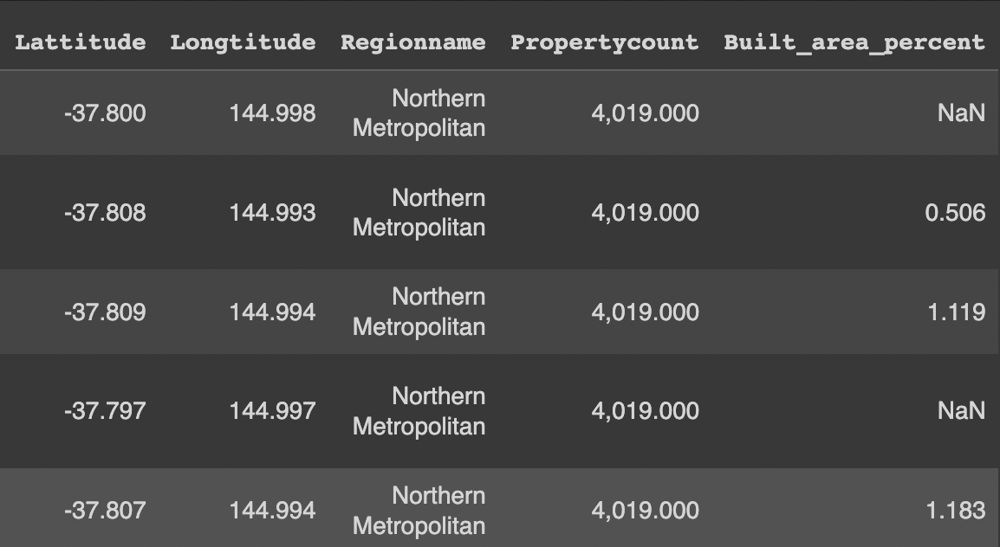 Lattitude Longtitude Regionname Propertycount Built_area_percent
-37.800 144.998 Northern Metropolitan 4,019.000 NaN
-37.808 144.993 Northern Metropolitan 4,019.000 0.506
-37.809 144.994 Northern Metropolitan 4,019.000 1.119
-37.797 144.997 Northern Metropolitan 4,019.000 NaN
-37.807 144.994 Northern Metropolitan 4,019.000 1.183